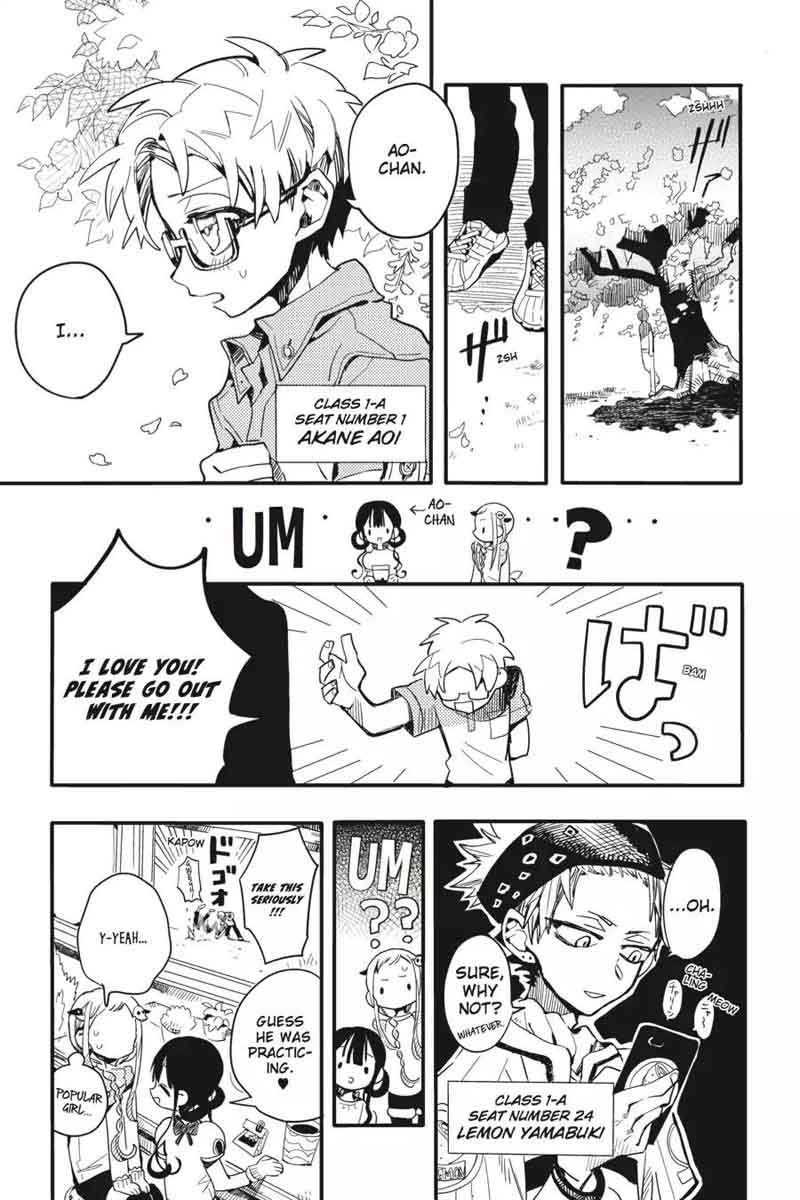 ZSHHH
ザザ
ザ
ZSH
AO-
CHAN.
I...
CLASS 1-A
SEAT NUMBER 1
AKANE AOI
UM
AO-
CHAN
?
ばっ
BAM
I LOVE YOU!
PLEASE GO OUT
WITH ME!!!
...OH.
CHA-
LING
MEOW
SURE,
WHY
NOT?
WHATEVER.
CLASS 1-A
SEAT NUMBER 24
LEMON YAMABUKI
UM
??
TAKE THIS
SERIOUSLY
!!!
ドゴォ
KAPOW
Y-YEAH...
GUESS
HE WAS
PRACTIC-
ING.
♥
POPULAR
GIRL...